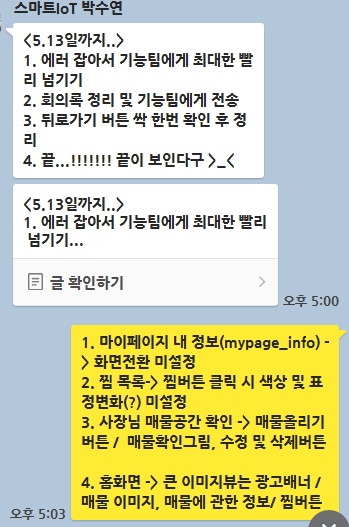 스마트IoT 박수연
<5.13일까지..>
1. 에러 잡아서 기능팀에게 최대한 빨
리 넘기기
2. 회의록 정리 및 기능팀에게 전송
3. 뒤로가기 버튼 싹 한번 확인 후 정
리
4. 끝...!!!!!!! 끝이 보인다구 >_<
<5.13일까지..>
1. 에러 잡아서 기능팀에게 최대한 빨리
넘기기...
글 확인하기
오후 5:00
1. 마이페이지 내 정보(mypage_info) -
> 화면전환 미설정
2. 찜 목록-> 찜버튼 클릭 시 색상 및 표
정변화(?) 미설정
3. 사장님 매물공간 확인 -> 매물올리기
버튼 / 매물확인그림, 수정 및 삭제버튼
4. 홈화면 -> 큰 이미지뷰는 광고배너 /
매물 이미지, 매물에 관한 정보/ 찜버튼
오후 5:03